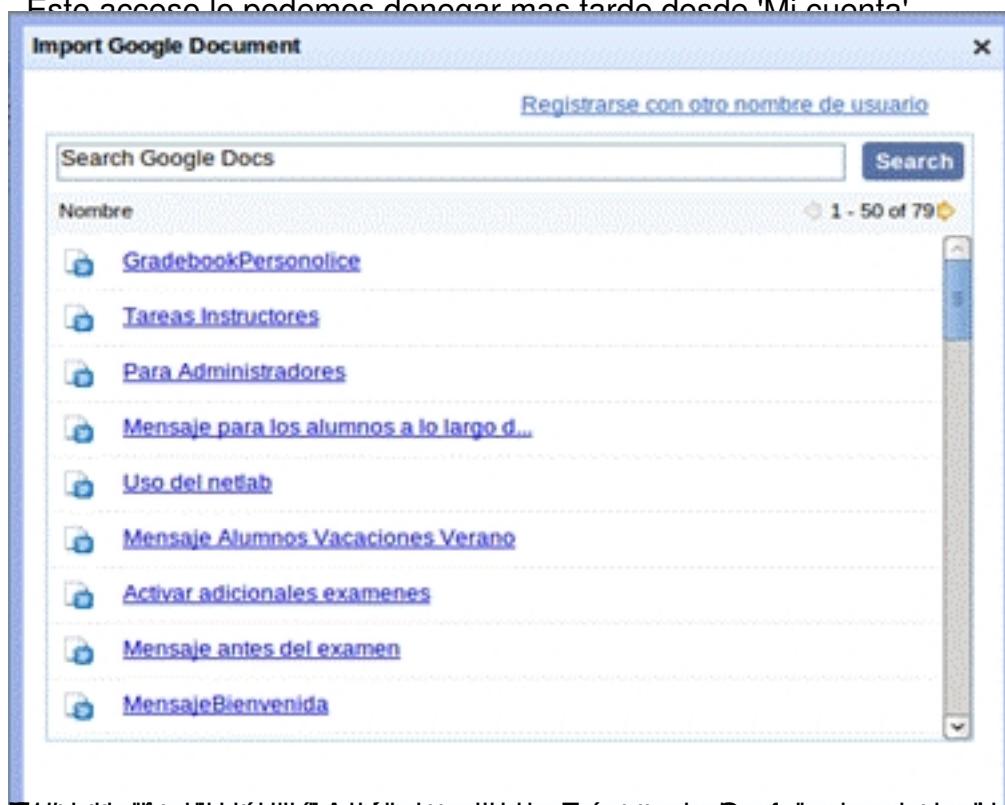 Este acceso lo podemos denegar mas tarde desde 'Mi cuenta'
Import Google Document
Registrarse con otro nombre de usuario
Search Google Docs
Search
Nombre
1 - 50 of 79
GradebookPersonolice
Tareas Instructores
Para Administradores
Mensaje para los alumnos a lo largo d...
Uso del netlab
Mensaje Alumnos Vacaciones Verano
Activar adicionales examenes
Mensaje antes del examen
MensajeBienvenida